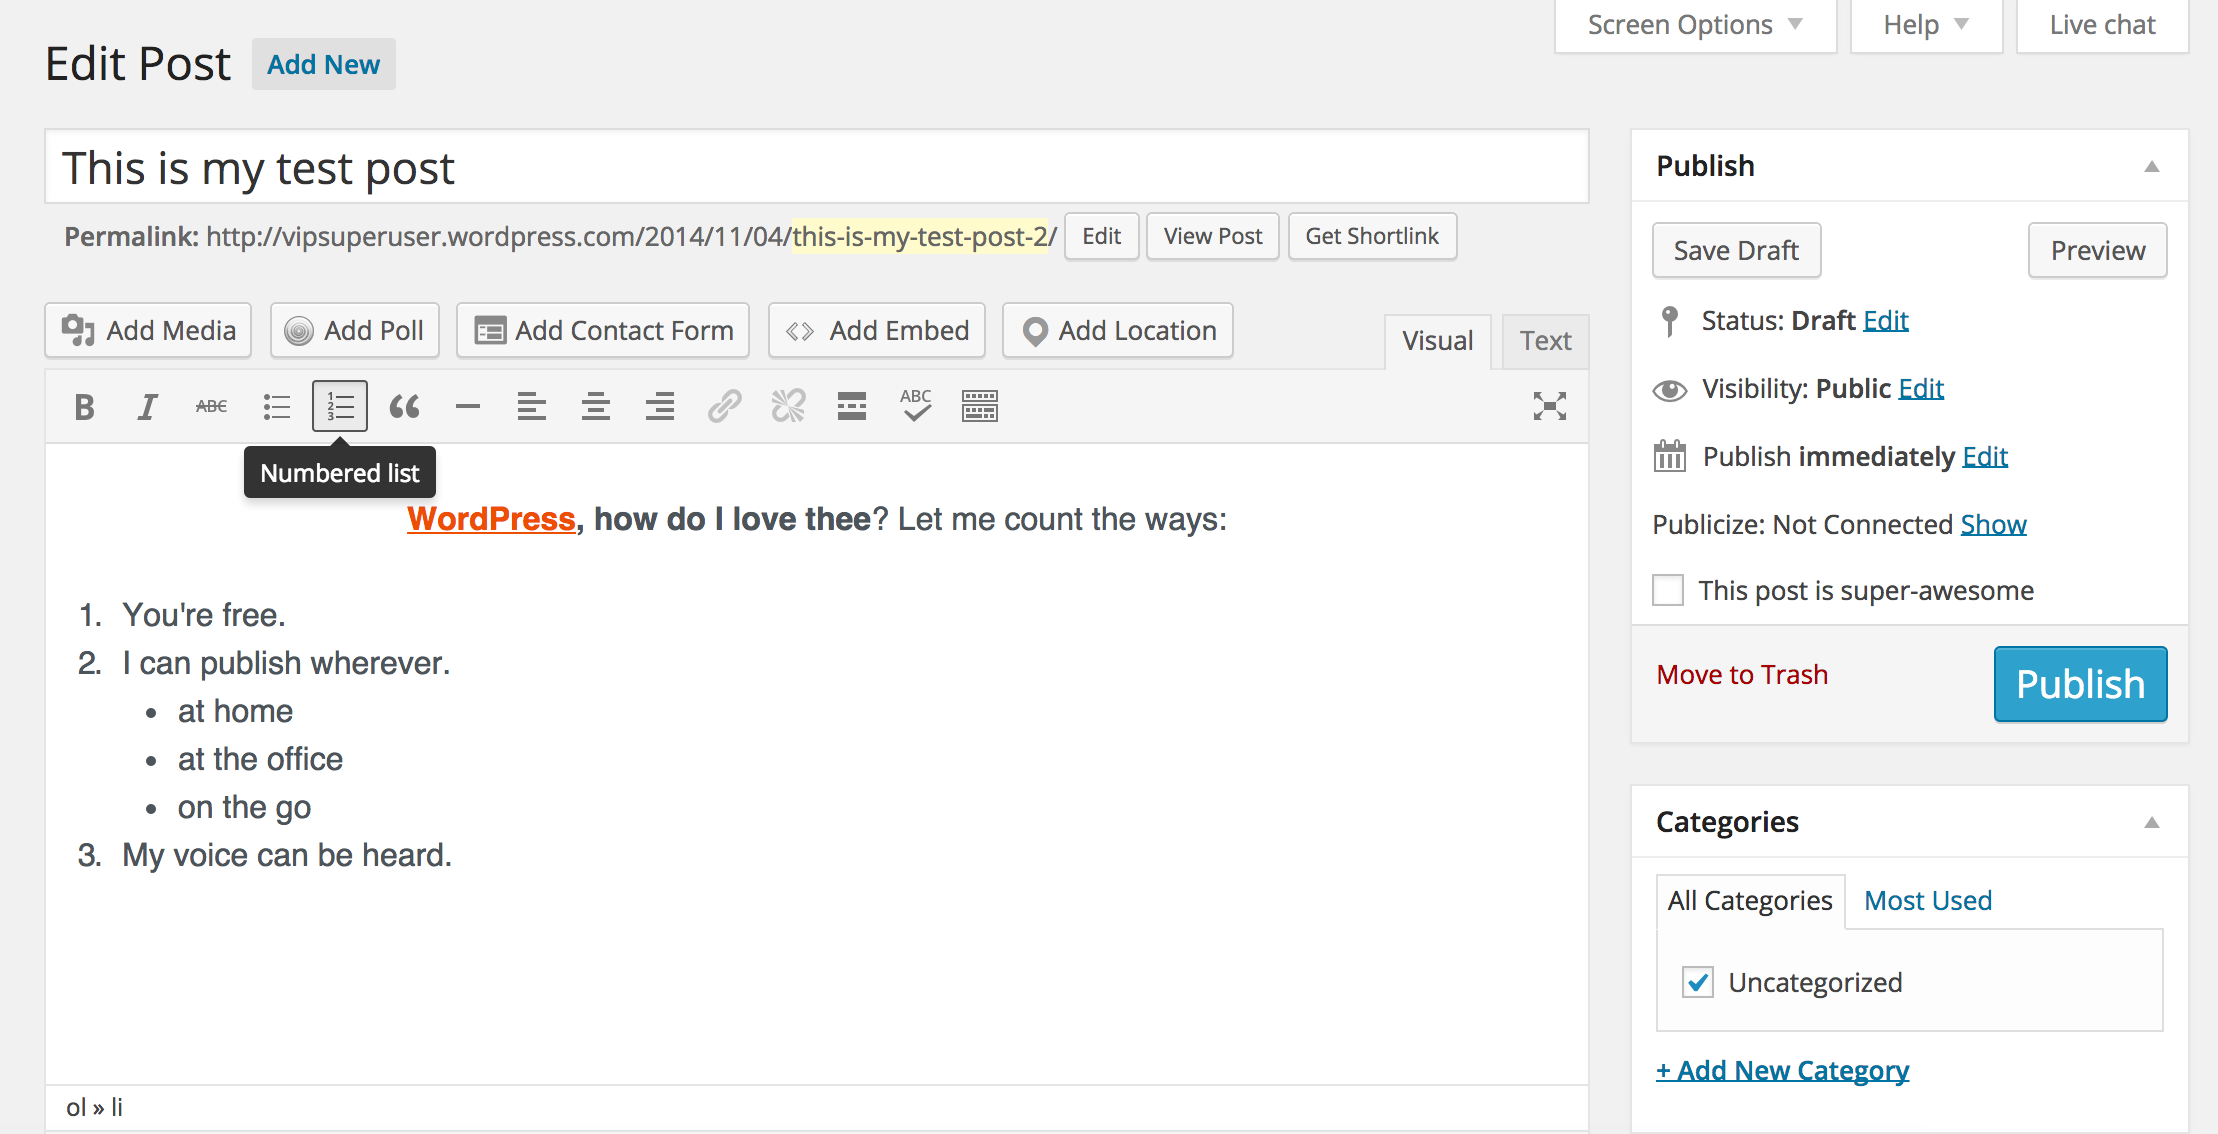 Screen Options Help Live chat
Edit Post Add New
This is my test post
Permalink: http://vipsuperuser.wordpress.com/2014/11/04/this-is-my-test-post-2/ Edit View Post Get Shortlink
Add Media Add Poll Add Contact Form Add Embed Add Location Visual Text
B I ABC 1 2 3 ABC
Numbered list
WordPress, how do I love thee? Let me count the ways:
1. You're free.
2. I can publish wherever.
• at home
• at the office
• on the go
3. My voice can be heard.
ol » li
Publish
Save Draft Preview
Status: Draft Edit
Visibility: Public Edit
Publish immediately Edit
Publicize: Not Connected Show
This post is super-awesome
Move to Trash Publish
Categories
All Categories Most Used
Uncategorized
+ Add New Category